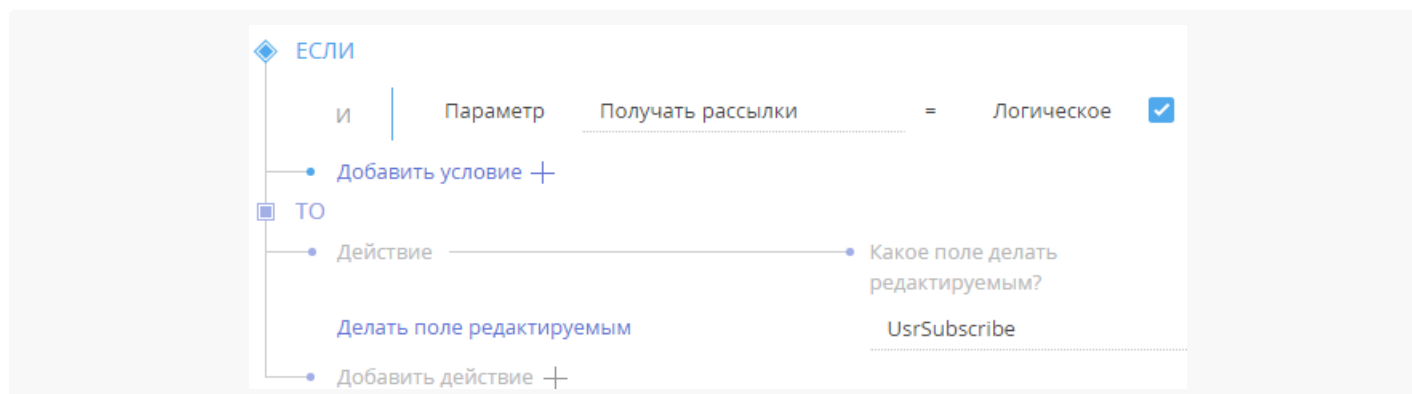 ЕСЛИ
И Параметр Получать рассылки = Логическое
Добавить условие
ТО
Действие Какое поле делать
редактируемым?
Делать поле редактируемым UsrSubscribe
Добавить действие